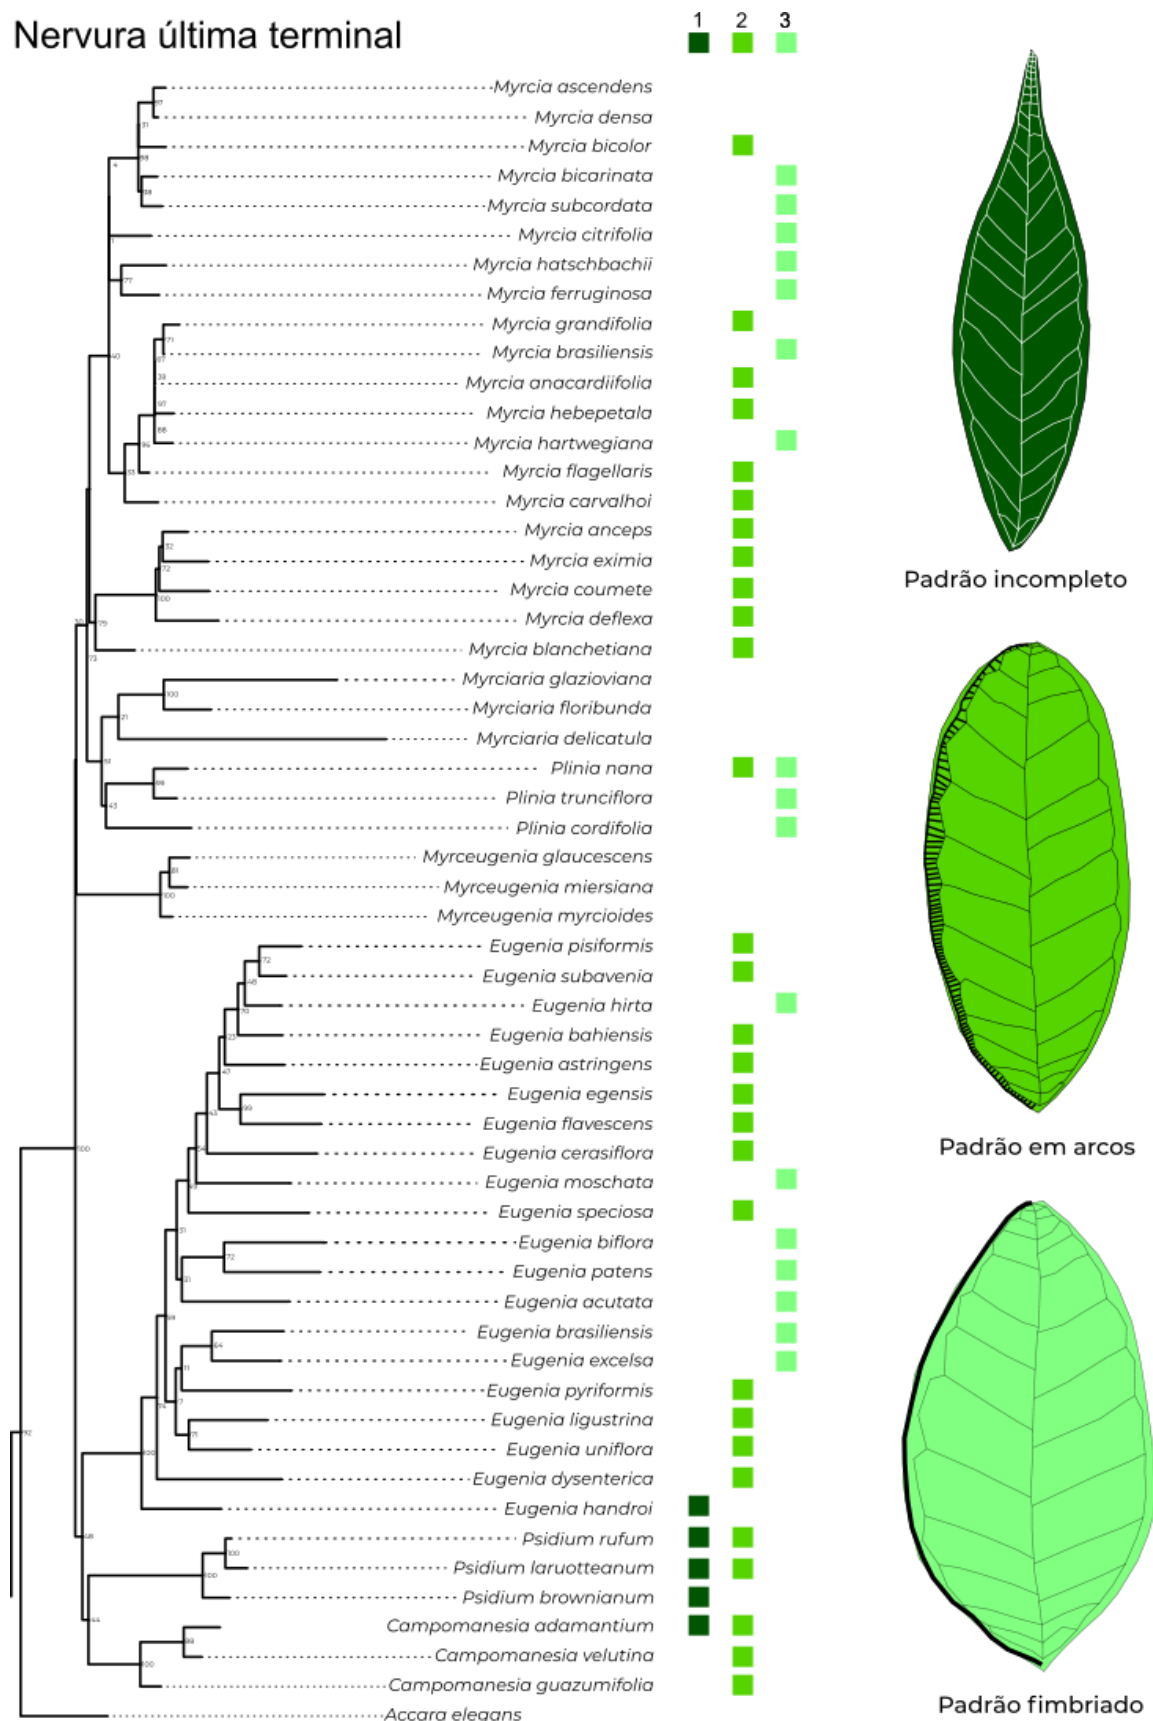 Nervura última terminal
1 2 3
Myrcia ascendens
Myrcia densa
Myrcia bicolor
Myrcia bicarinata
Myrcia subcordata
Myrcia citrifolia
Myrcia hatschbachii
Myrcia ferruginosa
Myrcia grandifolia
Myrcia brasiliensis
Myrcia anacardiifolia
Myrcia hebepetala
Myrcia hartwegiana
Myrcia flagellaris
Myrcia carvalhoi
Myrcia anceps
Myrcia eximia
Myrcia coumete
Myrcia deflexa
Myrcia blanchetiana
Myrciaria glazioviana
Myrciaria floribunda
Myrciaria delicatula
Plinia nana
Plinia trunciflora
Plinia cordifolia
Myrceugenia glaucescens
Myrceugenia miersiana
Myrceugenia myrcioides
Eugenia pisiformis
Eugenia subavenia
Eugenia hirta
Eugenia bahiensis
Eugenia astringens
Eugenia egensis
Eugenia flavescens
Eugenia cerasiflora
Eugenia moschata
Eugenia speciosa
Eugenia biflora
Eugenia patens
Eugenia acutata
Eugenia brasiliensis
Eugenia excelsa
Eugenia pyriformis
Eugenia ligustrina
Eugenia uniflora
Eugenia dysenterica
Eugenia handroi
Psidium rufum
Psidium laruotteanum
Psidium brownianum
Campomanesia adamantium
Campomanesia velutina
Campomanesia guazumifolia
Accara elegans
Padrão incompleto
Padrão em arcos
Padrão fimbriado